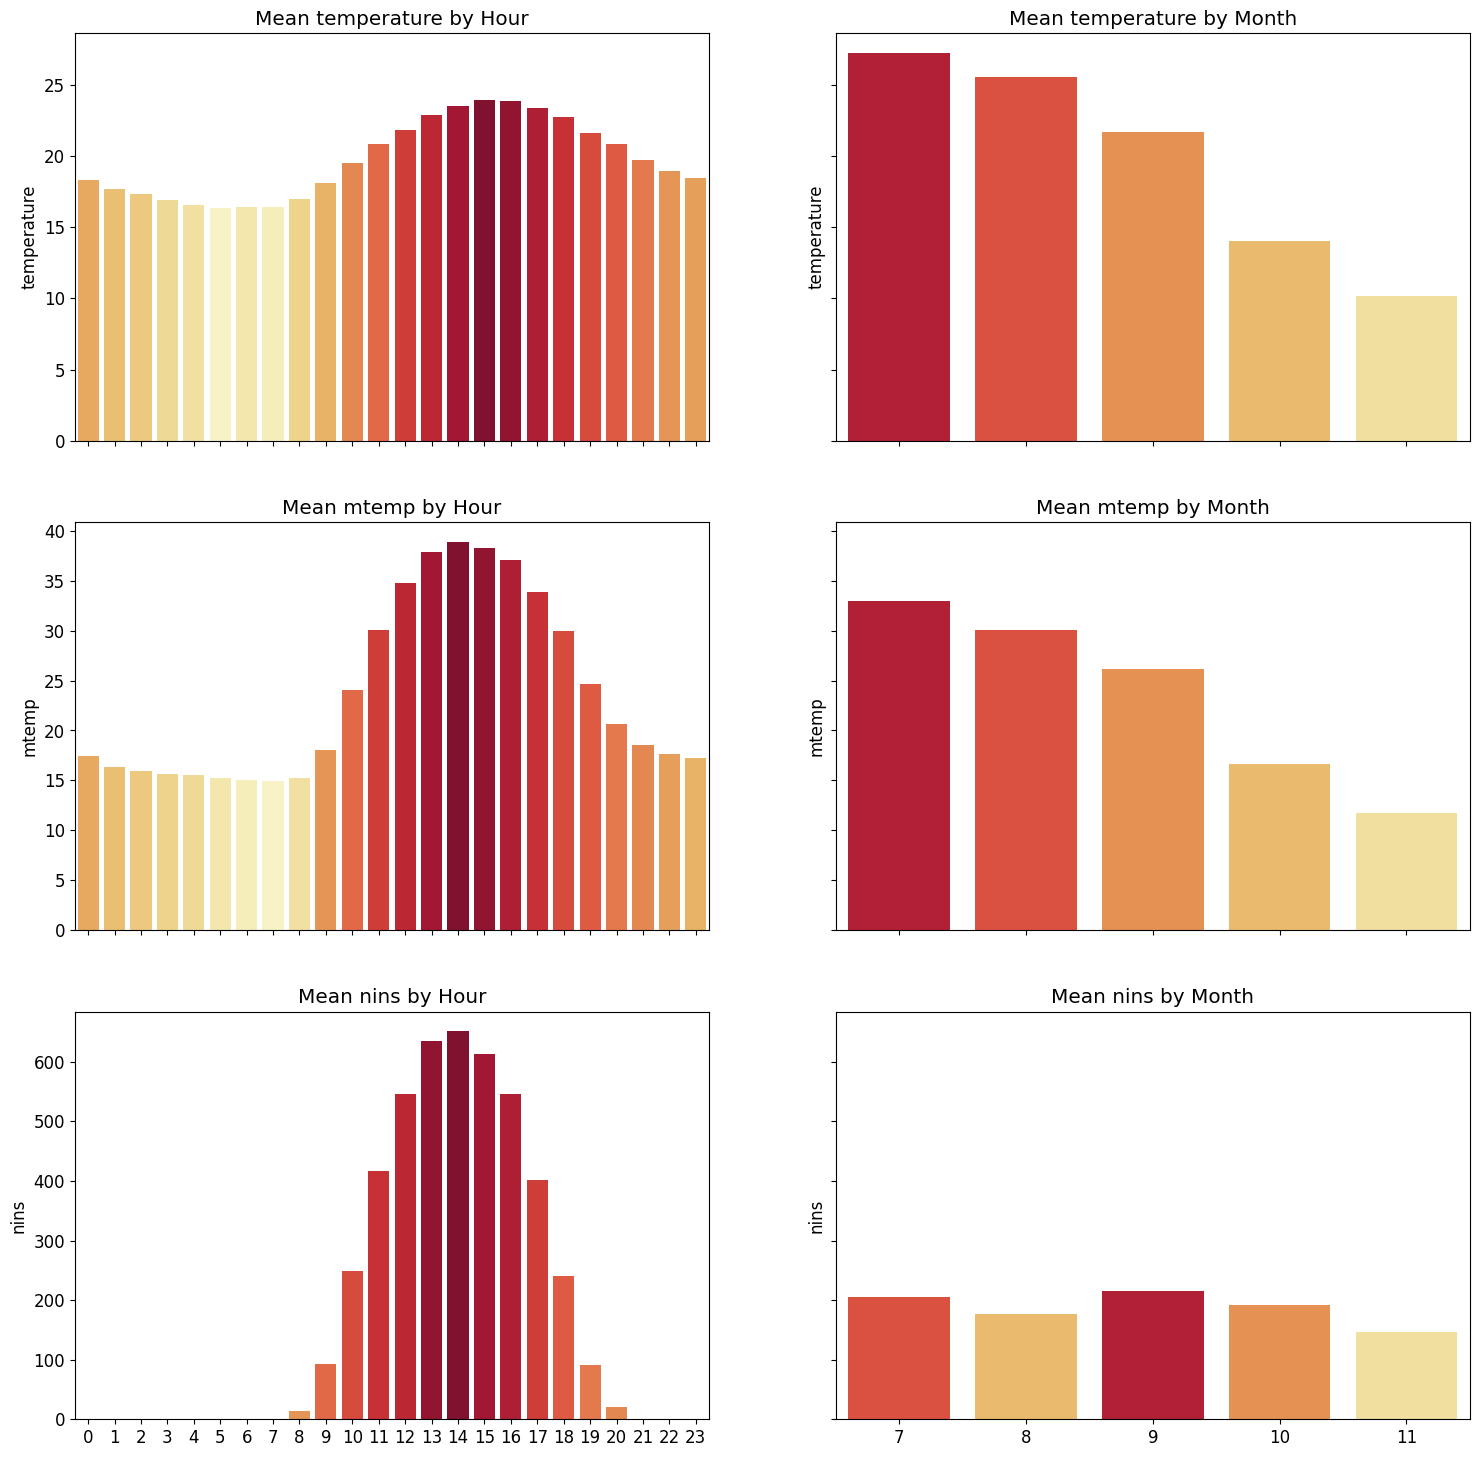 Mean temperature by Hour
Mean temperature by Month
temperature
25
20
15
10
5
0
temperature
Mean mtemp by Hour
Mean mtemp by Month
mtemp
40
35
30
25
20
15
10
5
0
mtemp
Mean nins by Hour
Mean nins by Month
nins
600
500
400
300
200
100
0
nins
0 1 2 3 4 5 6 7 8 9 10 11 12 13 14 15 16 17 18 19 20 21 22 23
7 8 9 10 11